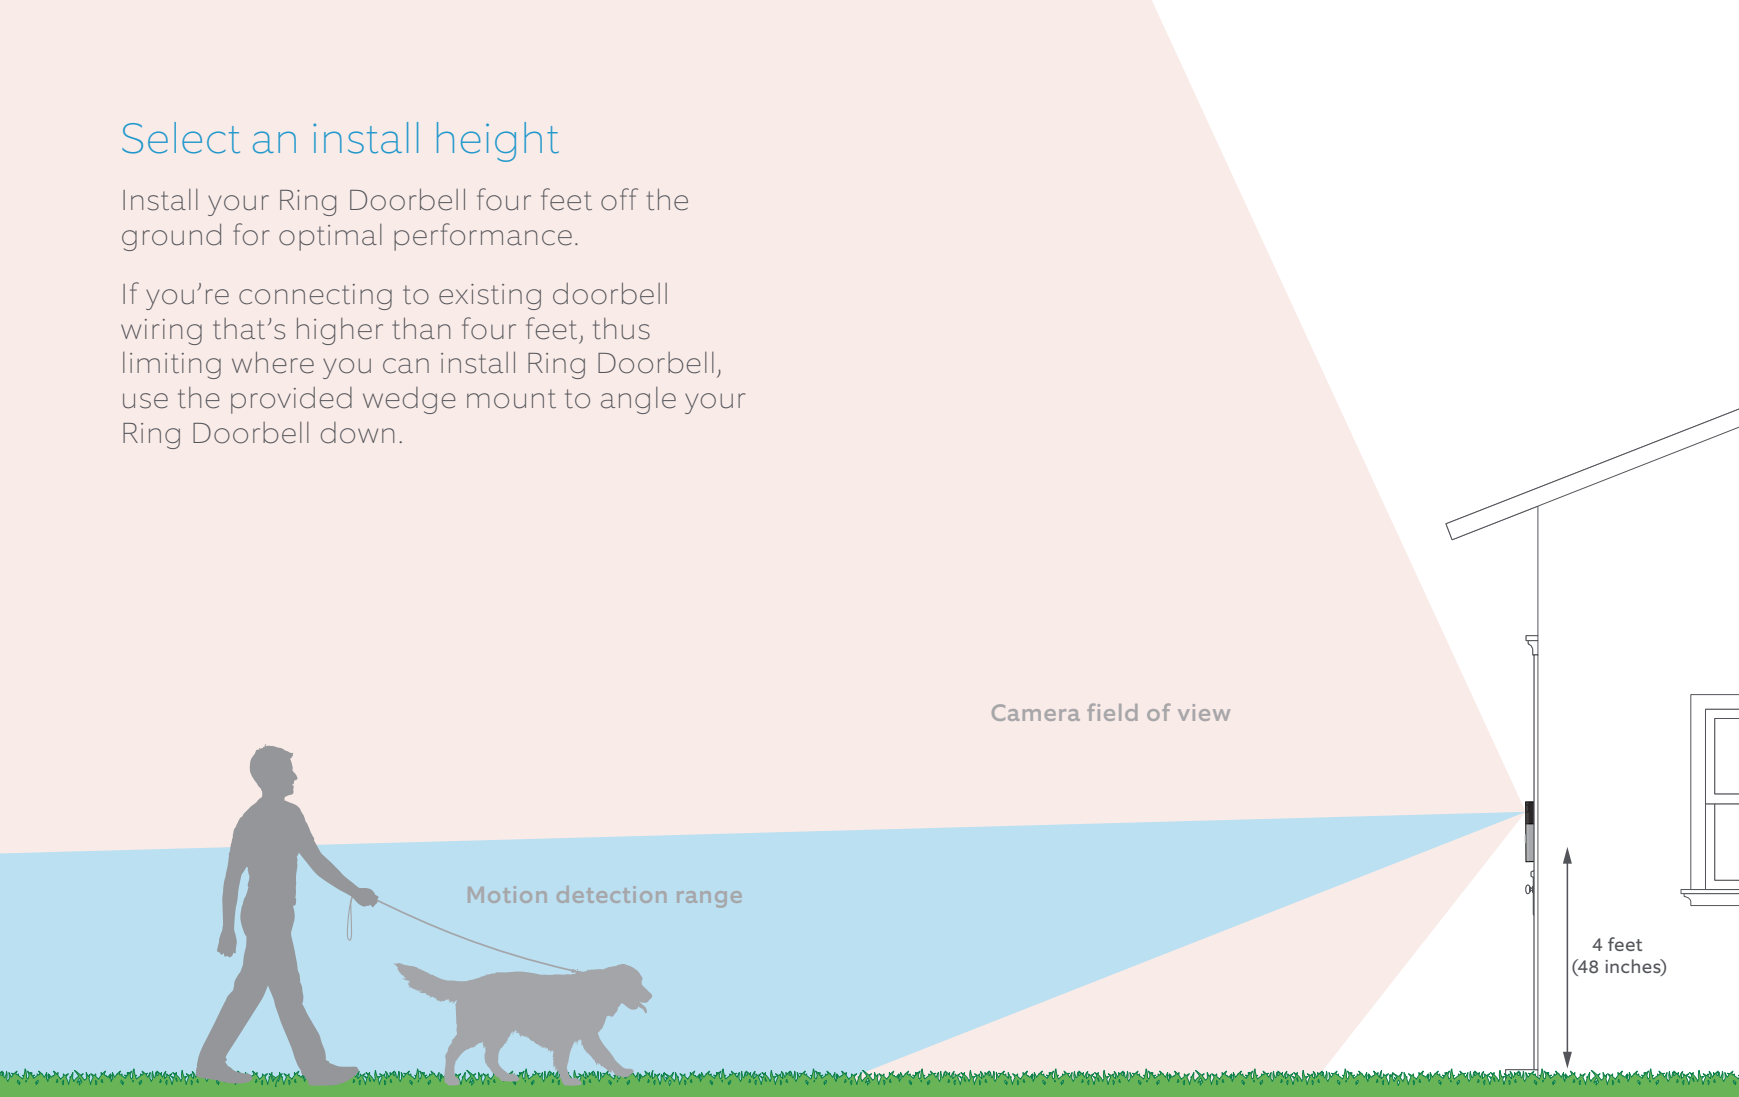 Select an install height
Install your Ring Doorbell four feet off the
ground for optimal performance.
If you’re connecting to existing doorbell
wiring that’s higher than four feet, thus
limiting where you can install Ring Doorbell,
use the provided wedge mount to angle your
Ring Doorbell down.
Camera field of view
Motion detection range
4 feet
(48 inches)